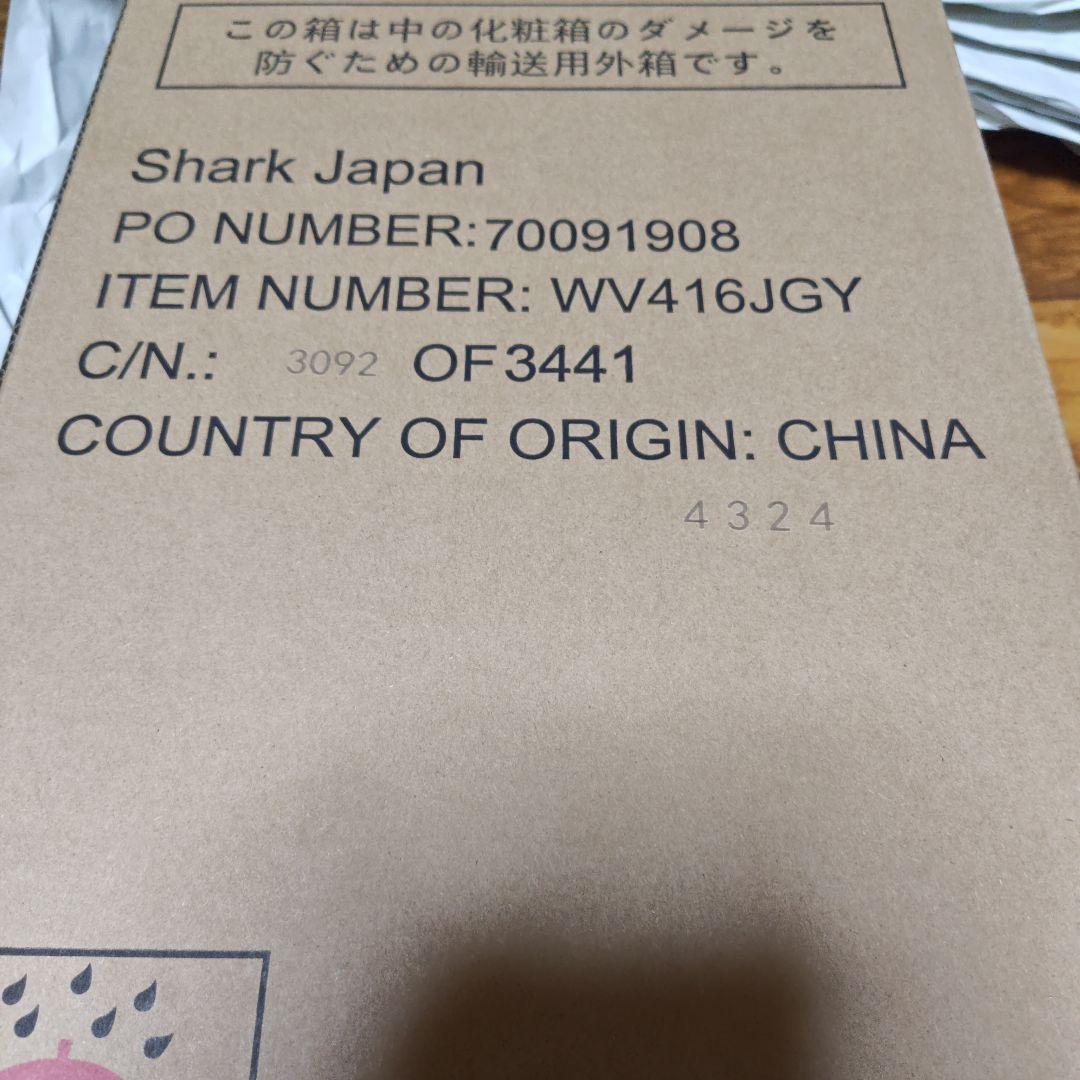 この箱は中の化粧箱のダメージを
防ぐための輸送用外箱です。
Shark Japan
PO NUMBER:70091908
ITEM NUMBER: WV416JGY
C/N.: 3092 OF3441
COUNTRY OF ORIGIN: CHINA
4324